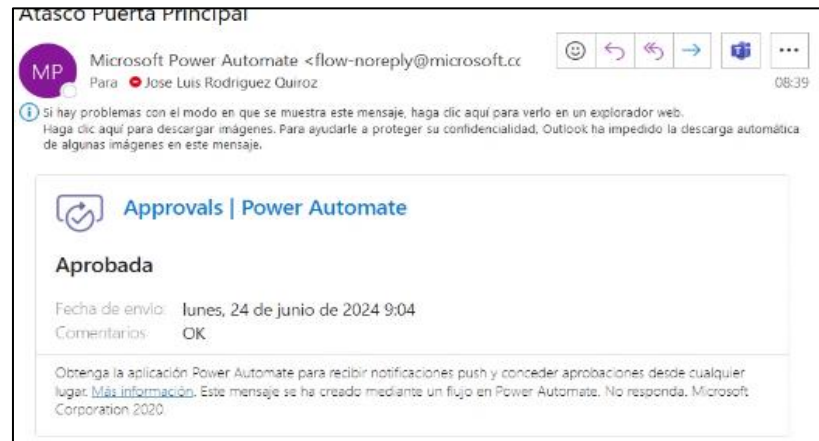 Atasco Puerta Principal
MP
Microsoft Power Automate <flow-noreply@microsoft.cc
Para Jose Luis Rodriguez Quiroz
08:39
Si hay problemas con el modo en que se muestra este mensaje, haga clic aquí para verlo en un explorador web.
Haga clic aquí para descargar imágenes. Para ayudarle a proteger su confidencialidad, Outlook ha impedido la descarga automática
de algunas imágenes en este mensaje.
Approvals | Power Automate
Aprobada
Fecha de envío: lunes, 24 de junio de 2024 9:04
Comentarios OK
Obtenga la aplicación Power Automate para recibir notificaciones push y conceder aprobaciones desde cualquier
lugar. Más información. Este mensaje se ha creado mediante un flujo en Power Automate. No responda. Microsoft
Corporation 2020.